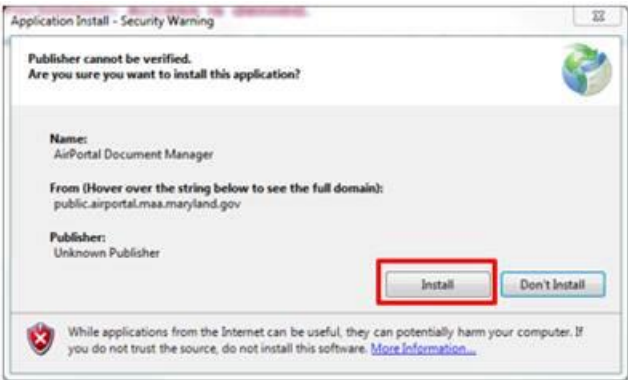 Application Install - Security Warning
Publisher cannot be verified.
Are you sure you want to install this application?
Name:
AirPortal Document Manager
From (Hover over the string below to see the full domain):
public.airportal.maa.maryland.gov
Publisher:
Unknown Publisher
Install
Don't Install
While applications from the Internet can be useful, they can potentially harm your computer. If
you do not trust the source, do not install this software. More Information...